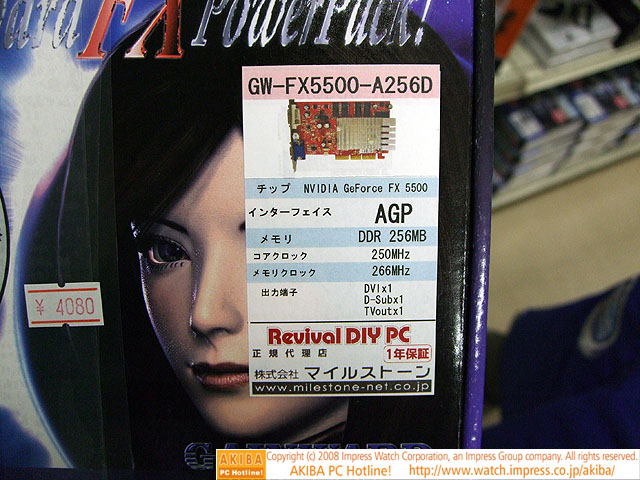 FX PowerPack!
GW-FX5500-A256D
チップ NVIDIA GeForce FX 5500
インターフェイス AGP
メモリ DDR 256MB
コアクロック 250MHz
メモリクロック 266MHz
出力端子 DVIx1
D-Subx1
TVoutx1
¥ 4080
Revival DIY PC
正規代理店 1年保証
株式会社 マイルストーン
www.milestone-net.co.jp
GAINWARD
AKIBA PC Hotline!
Copyright (c) 2008 Impress Watch Corporation, an Impress Group company. All rights reserved.
AKIBA PC Hotline! http://www.watch.impress.co.jp/akiba/